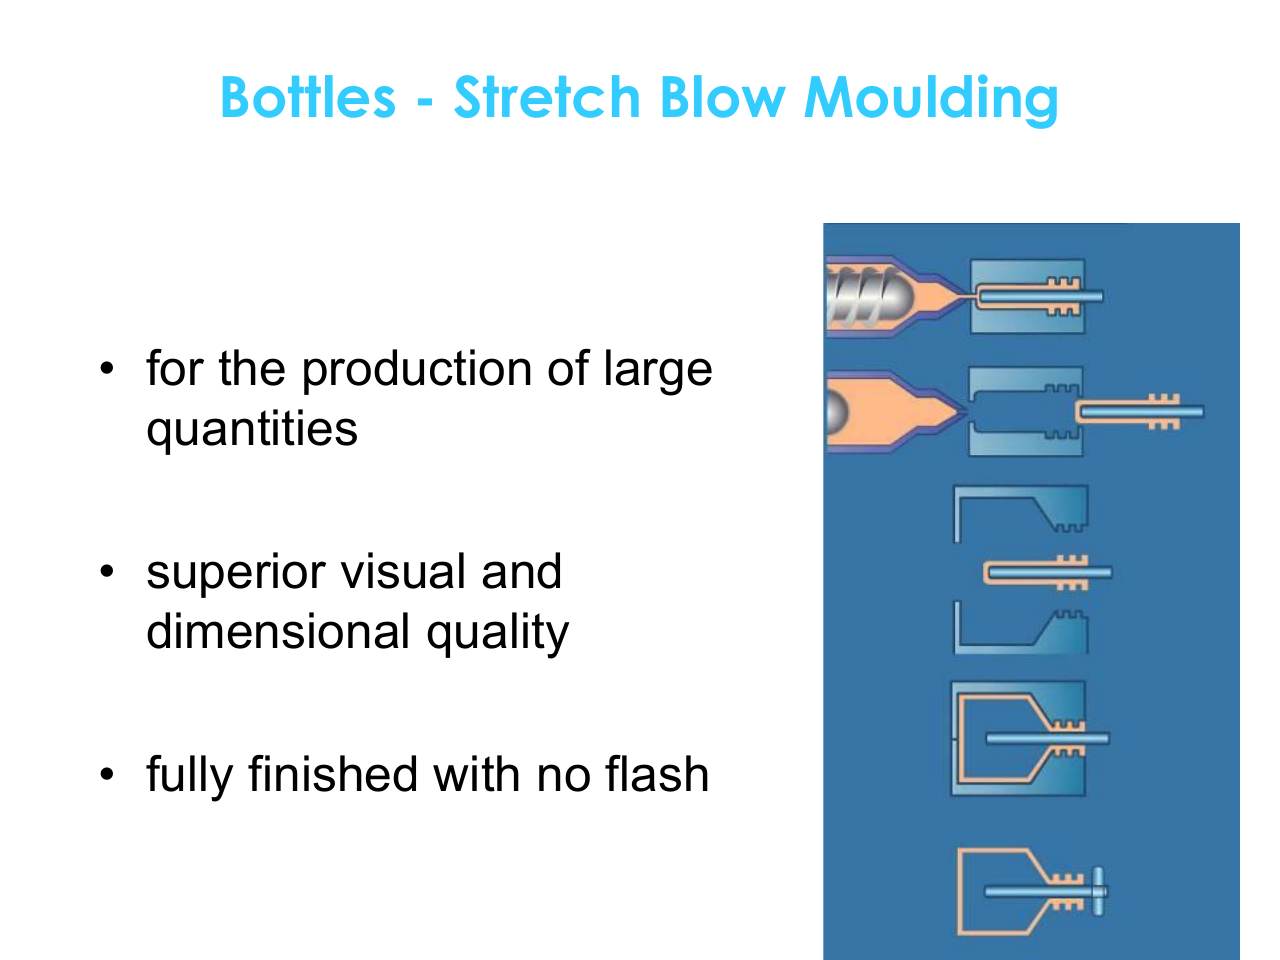 Bottles - Stretch Blow Moulding
• for the production of large
quantities
• superior visual and
dimensional quality
• fully finished with no flash